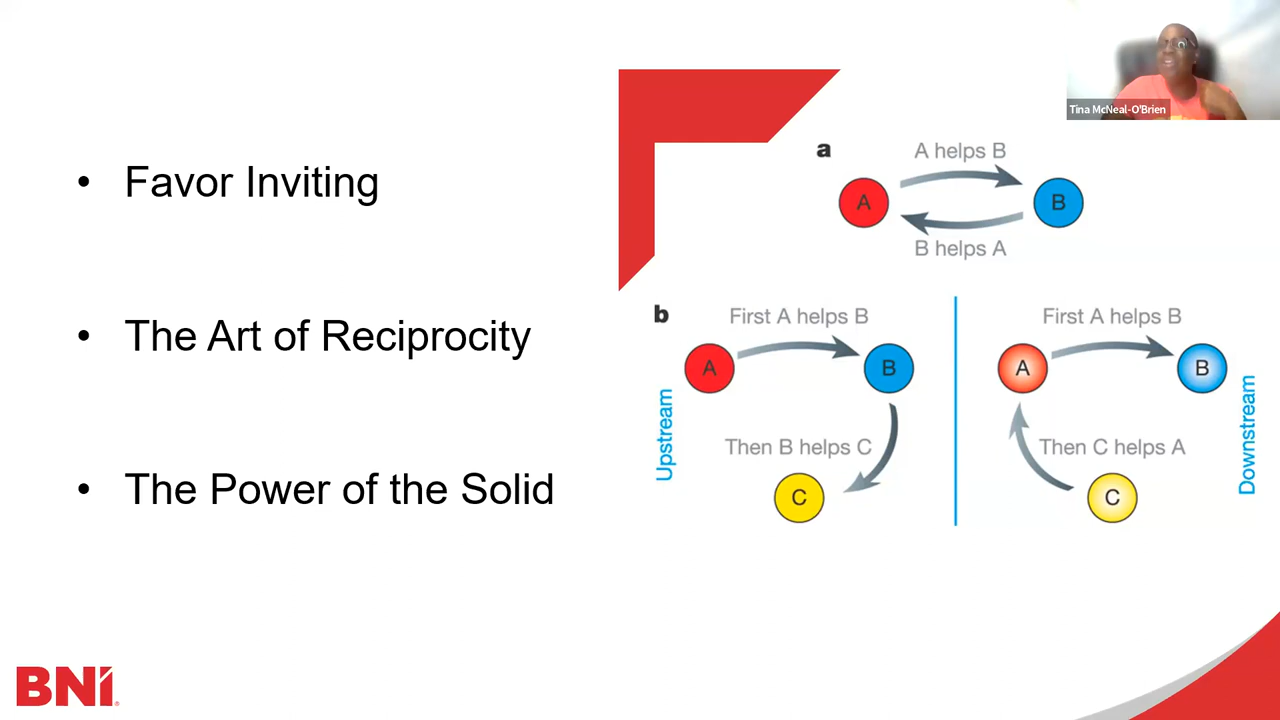 • Favor Inviting
• The Art of Reciprocity
• The Power of the Solid
Tina McNeal-O'Brien
a
A helps B
A
B
B helps A
b
First A helps B
A
B
Upstream
Then B helps C
C
First A helps B
A
B
Then C helps A
Downstream
C
BNI®